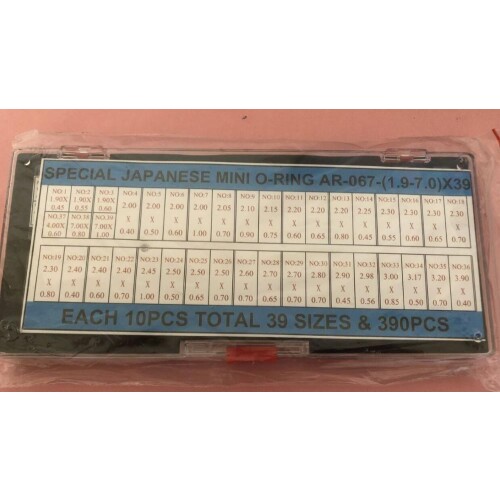 SPECIAL JAPANESE MINI O-RING AR-067-(1.9-7.0)X39
NO:1 NO:2 NO:3 NO:4 NO:5 NO:6 NO:7 NO:8 NO:9 NO:10 NO:11 NO:12 NO:13 NO:14 NO:15 NO:16 NO:17 NO:18
1.90X 1.90X 1.90X 2.00 2.00 2.00 2.00 2.05 2.10 2.15 2.20 2.20 2.20 2.25 2.30 2.30 2.30 2.30
0.45 0.55 0.60 X X X X X X X X X X X X X X X
NO:37 NO:38 NO:39
4.00X 7.00X 7.00X 0.40 0.50 0.60 1.00 0.70 0.90 0.75 0.60 0.65 0.80 0.45 0.55 0.60 0.65 0.70
0.60 0.80 1.00
NO:19 NO:20 NO:21 NO:22 NO:23 NO:24 NO:25 NO:26 NO:27 NO:28 NO:29 NO:30 NO:31 NO:32 NO:33 NO:34 NO:35 NO:36
2.30 2.40 2.40 2.40 2.45 2.50 2.50 2.50 2.60 2.70 2.70 2.80 2.90 2.98 3.00 3.17 3.20 3.90
X X X X X X X X X X X X X X X X X X
0.80 0.40 0.60 0.70 1.00 0.50 0.65 0.70 0.70 0.65 0.70 0.70 0.45 0.56 0.85 0.50 0.70 0.40
EACH 10PCS TOTAL 39 SIZES & 390PCS